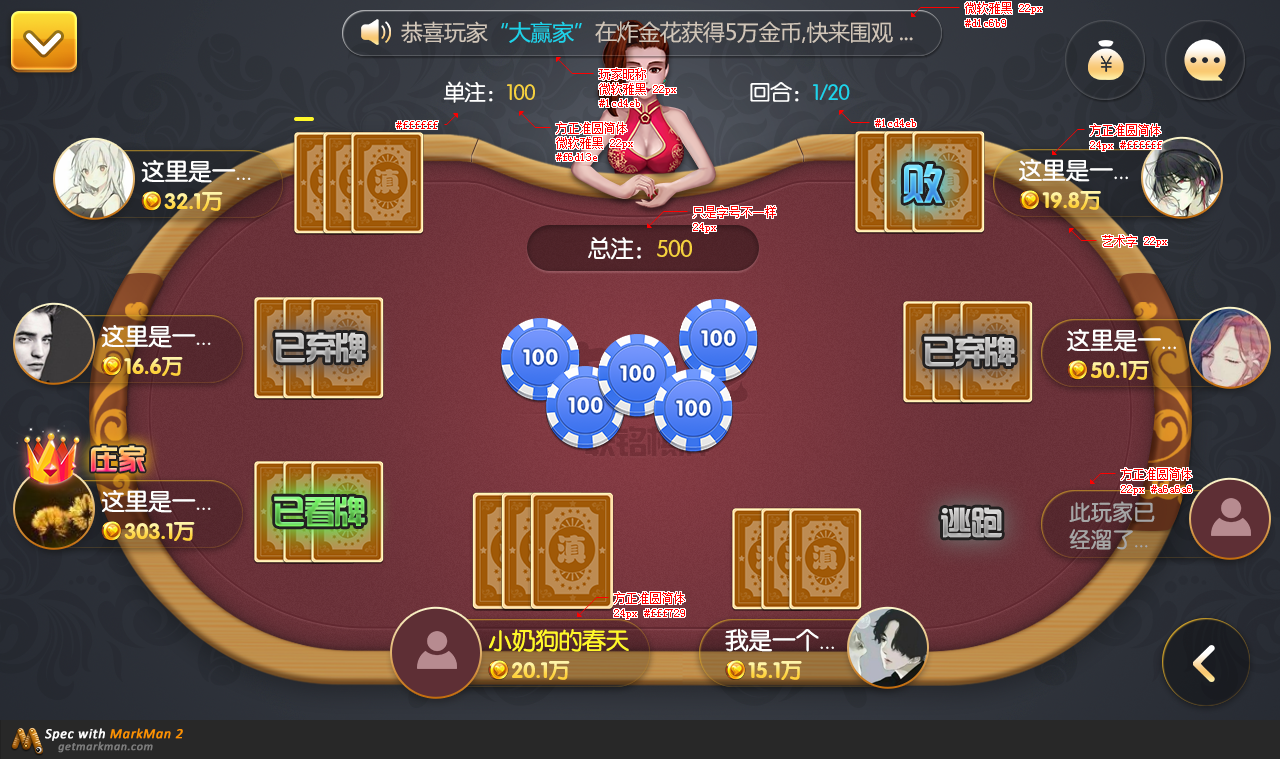 恭喜玩家 “大赢家” 在炸金花获得5万金币,快来围观 ...
微软雅黑 22px
#d1c9b9
玩家昵称
微软雅黑 22px
#1cd4eb
单注: 100
回合: 1/20
#ffffff
方正准圆简体
微软雅黑 22px
#ffd13e
#1cd4eb
方正准圆简体
24px #ffffff
这里是一...
32.1万
滇
败
这里是一...
19.8万
只是字号不一样
24px
艺术字 22px
总注: 500
这里是一...
16.6万
已弃牌
100
100
100
100
100
已弃牌
这里是一...
50.1万
庄家
这里是一...
303.1万
已看牌
滇
滇
逃跑
方正准圆简体
22px #a8a8a6
此玩家已
经溜了...
方正准圆简体
24px #fff729
小奶狗的春天
20.1万
我是一个...
15.1万
Spec with MarkMan 2
getmarkman.com